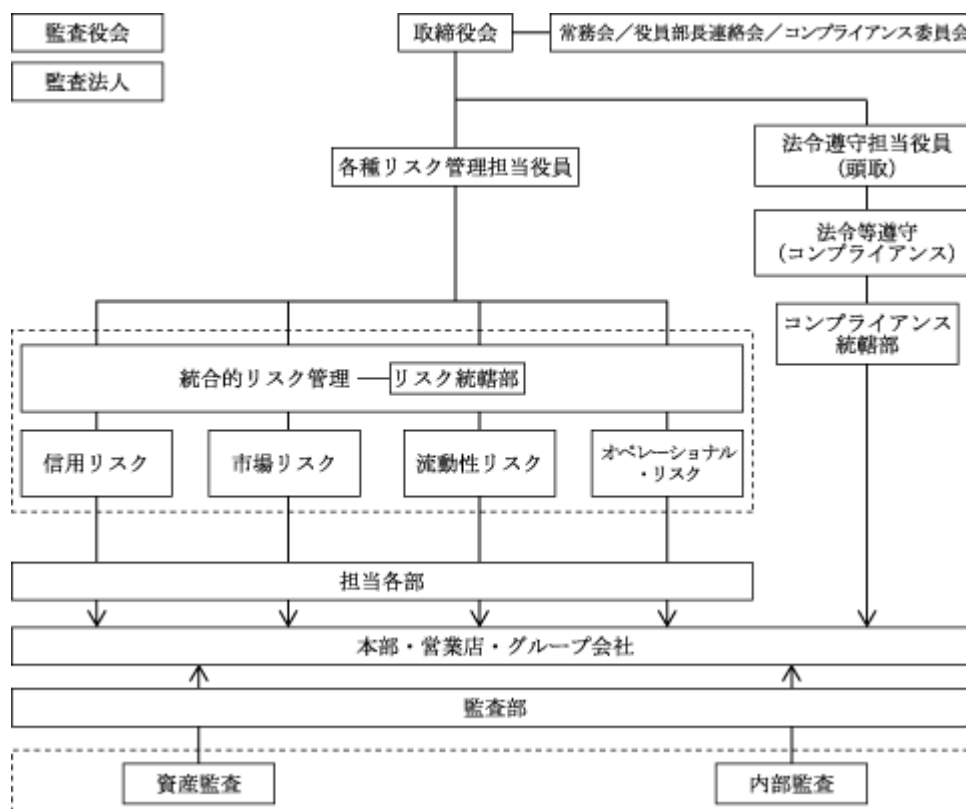 監査役会
取締役会
常務会／役員部長連絡会／コンプライアンス委員会
監査法人
法令遵守担当役員
(頭取)
各種リスク管理担当役員
法令等遵守
(コンプライアンス)
コンプライアンス
統轄部
統合的リスク管理
リスク統轄部
信用リスク
市場リスク
流動性リスク
オペレーショナル
・リスク
担当各部
本部・営業店・グループ会社
監査部
資産監査
内部監査